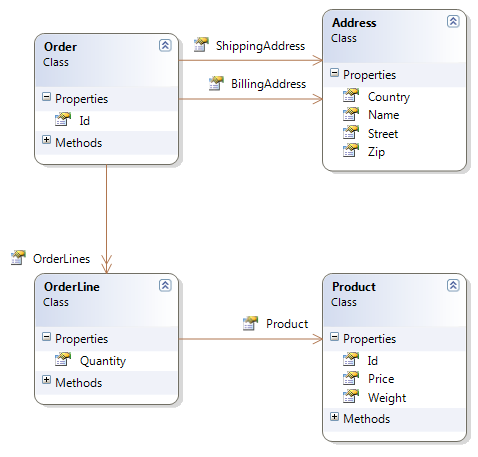 Order
Class
Properties
Id
Methods
ShippingAddress
BillingAddress
Address
Class
Properties
Country
Name
Street
Zip
OrderLines
OrderLine
Class
Properties
Quantity
Methods
Product
Product
Class
Properties
Id
Price
Weight
Methods